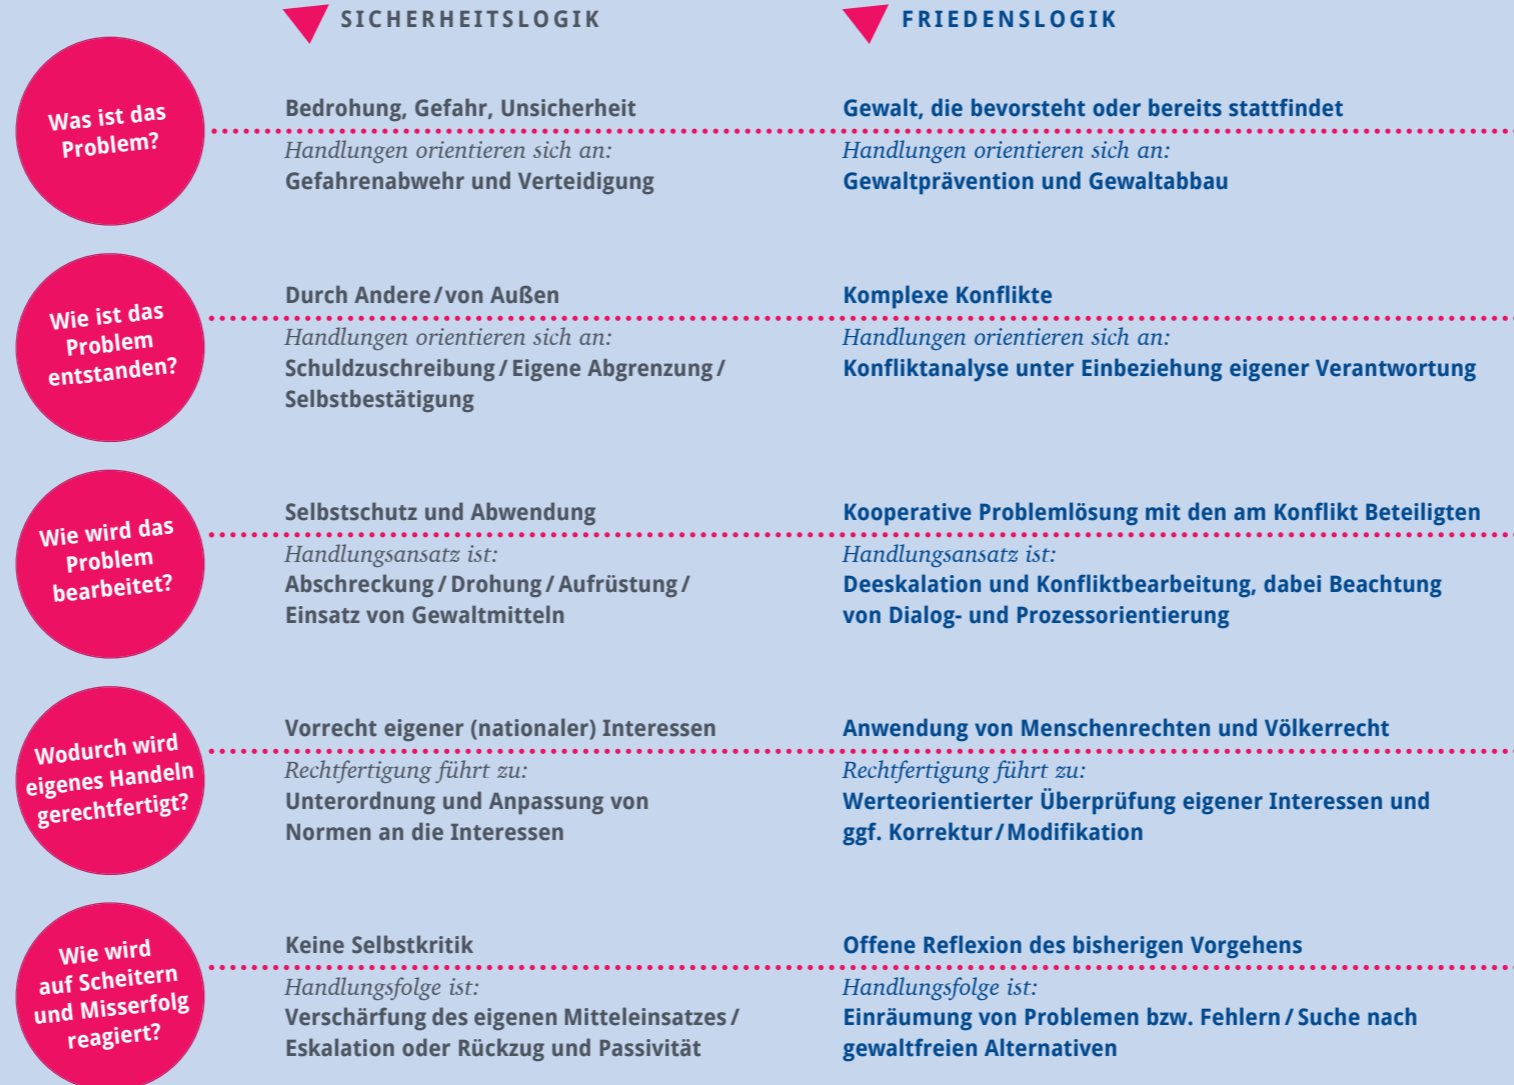 SICHERHEITSLOGIK
FRIEDENSLOGIK
Was ist das
Problem?
Bedrohung, Gefahr, Unsicherheit
Handlungen orientieren sich an:
Gefahrenabwehr und Verteidigung
Gewalt, die bevorsteht oder bereits stattfindet
Handlungen orientieren sich an:
Gewaltprävention und Gewaltabbau
Wie ist das
Problem
entstanden?
Durch Andere/von Außen
Handlungen orientieren sich an:
Schuldzuschreibung/Eigene Abgrenzung/
Selbstbestätigung
Komplexe Konflikte
Handlungen orientieren sich an:
Konfliktanalyse unter Einbeziehung eigener Verantwortung
Wie wird das
Problem
bearbeitet?
Selbstschutz und Abwendung
Handlungsansatz ist:
Abschreckung/Drohung/Aufrüstung/
Einsatz von Gewaltmitteln
Kooperative Problemlösung mit den am Konflikt Beteiligten
Handlungsansatz ist:
Deeskalation und Konfliktbearbeitung, dabei Beachtung
von Dialog- und Prozessorientierung
Wodurch wird
eigenes Handeln
gerechtfertigt?
Vorrecht eigener (nationaler) Interessen
Rechtfertigung führt zu:
Unterordnung und Anpassung von
Normen an die Interessen
Anwendung von Menschenrechten und Völkerrecht
Rechtfertigung führt zu:
Werteorientierter Überprüfung eigener Interessen und
ggf. Korrektur/Modifikation
Wie wird
auf Scheitern
und Misserfolg
reagiert?
Keine Selbstkritik
Handlungsfolge ist:
Verschärfung des eigenen Mitteleinsatzes/
Eskalation oder Rückzug und Passivität
Offene Reflexion des bisherigen Vorgehens
Handlungsfolge ist:
Einräumung von Problemen bzw. Fehlern/Suche nach
gewaltfreien Alternativen